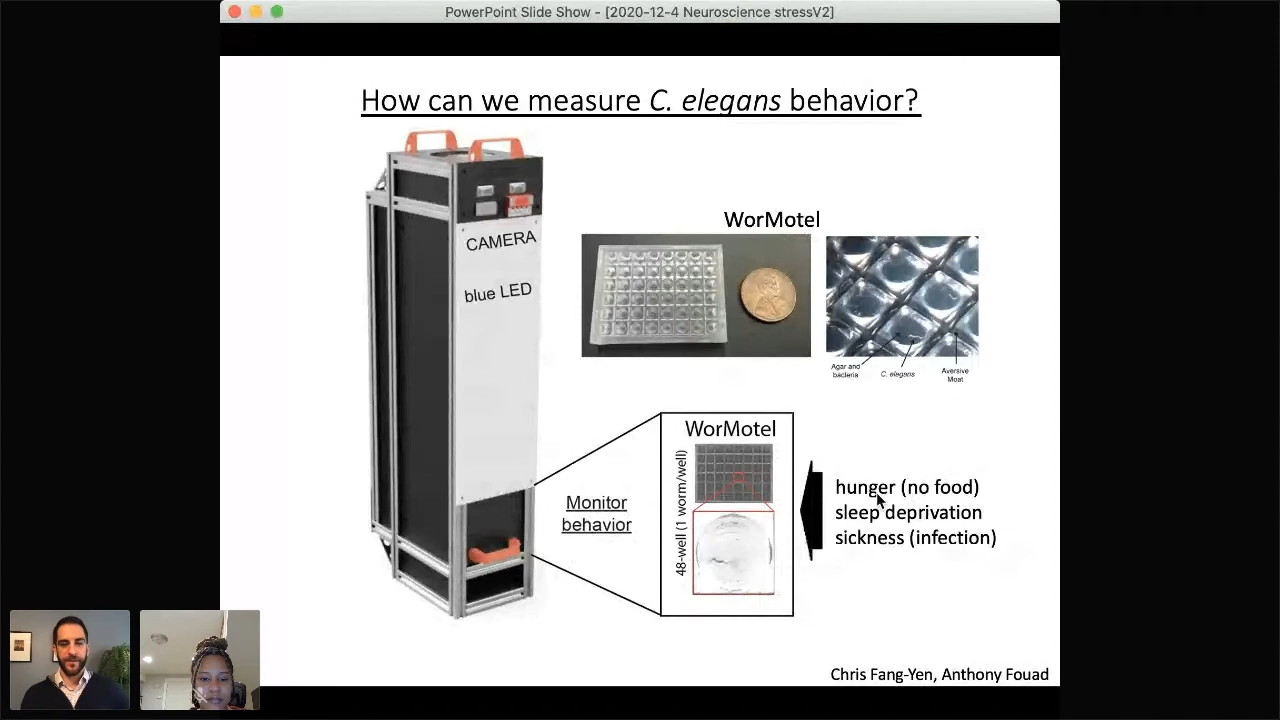 PowerPoint Slide Show - [2020-12-4 Neuroscience stressV2]
How can we measure C. elegans behavior?
CAMERA
blue LED
WorMotel
Agar and
bacteria
C. elegans
Aversive
Moat
Monitor
behavior
WorMotel
48-well (1 worm/well)
hunger (no food)
sleep deprivation
sickness (infection)
Chris Fang-Yen, Anthony Fouad